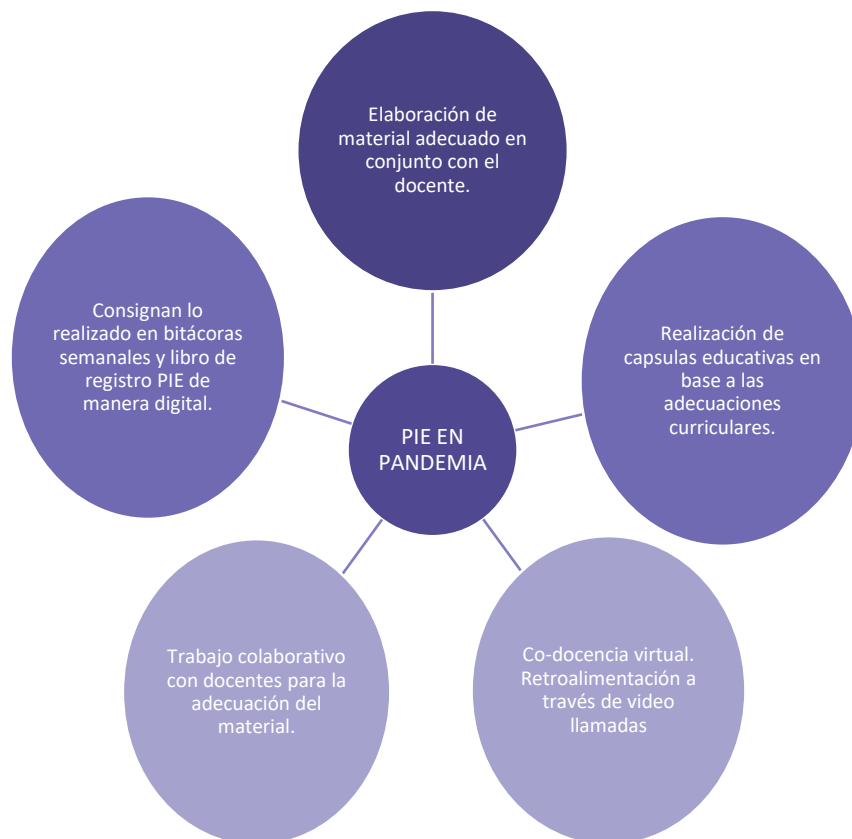 Elaboración de
material adecuado en
conjunto con el
docente.
Consignan lo
realizado en bitácoras
semanales y libro de
registro PIE de
manera digital.
Realización de
capsulas educativas en
base a las
adecuaciones
curriculares.
PIE EN
PANDEMIA
Trabajo colaborativo
con docentes para la
adecuación del
material.
Co-docencia virtual.
Retroalimentación a
través de video
llamadas